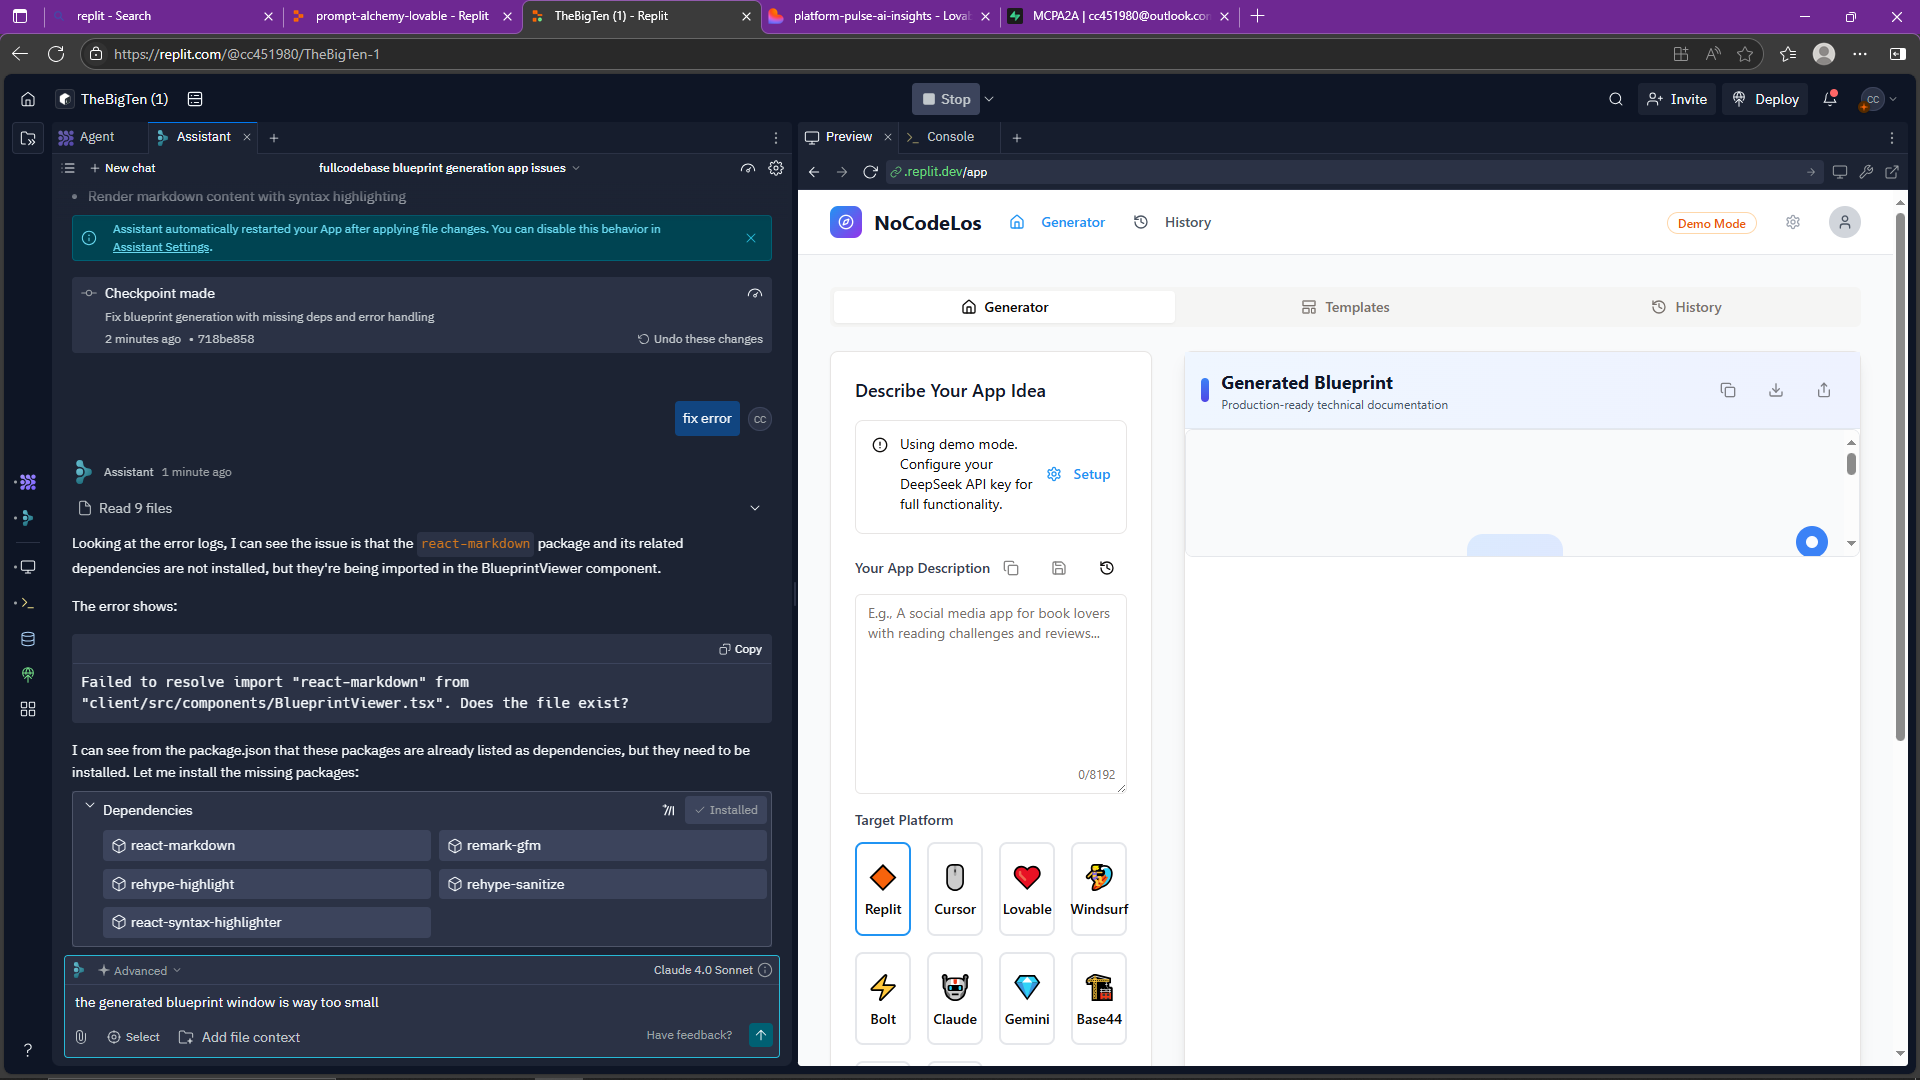 replit - Search
prompt-alchemy-lovable - Replit
TheBigTen (1) - Replit
platform-pulse-ai-insights - Lova
MCPA2A | cc451980@outlook.co
https://replit.com/@cc451980/TheBigTen-1
TheBigTen (1)
Stop
Invite
Deploy
CC
Agent
Assistant
New chat
fullcodebase blueprint generation app issues
Render markdown content with syntax highlighting
Assistant automatically restarted your App after applying file changes. You can disable this behavior in
Assistant Settings.
Checkpoint made
Fix blueprint generation with missing deps and error handling
2 minutes ago • 718be858
Undo these changes
fix error
CC
Assistant 1 minute ago
Read 9 files
Looking at the error logs, I can see the issue is that the react-markdown package and its related
dependencies are not installed, but they're being imported in the BlueprintViewer component.
The error shows:
Copy
Failed to resolve import "react-markdown" from
"client/src/components/BlueprintViewer.tsx". Does the file exist?
I can see from the package.json that these packages are already listed as dependencies, but they need to be
installed. Let me install the missing packages:
Dependencies
Installed
react-markdown
remark-gfm
rehype-highlight
rehype-sanitize
react-syntax-highlighter
Advanced
Claude 4.0 Sonnet
the generated blueprint window is way too small
Select
Add file context
Have feedback?
?
Preview
Console
.replit.dev/app
NoCodeLos
Generator
History
Demo Mode
Generator
Templates
History
Describe Your App Idea
Using demo mode.
Configure your
DeepSeek API key for
full functionality.
Setup
Your App Description
E.g., A social media app for book lovers
with reading challenges and reviews...
0/8192
Target Platform
Replit
Cursor
Lovable
Windsurf
Bolt
Claude
Gemini
Base44
Generated Blueprint
Production-ready technical documentation